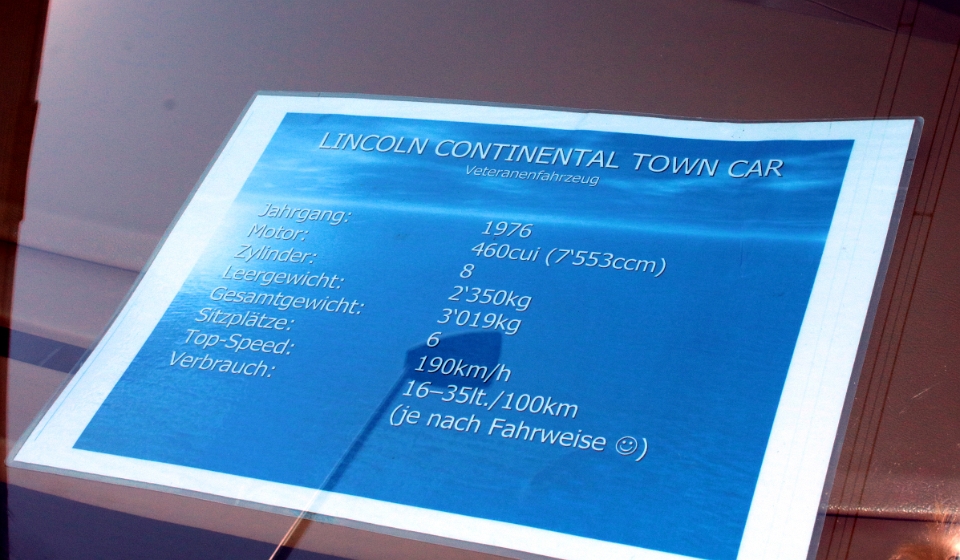 LINCOLN CONTINENTAL TOWN CAR
Veteranenfahrzeug
Jahrgang: 1976
Motor: 460cui (7'553ccm)
Zylinder: 8
Leergewicht: 2'350kg
Gesamtgewicht: 3'019kg
Sitzplätze: 6
Top-Speed: 190km/h
Verbrauch: 16–35lt./100km
(je nach Fahrweise ☺)